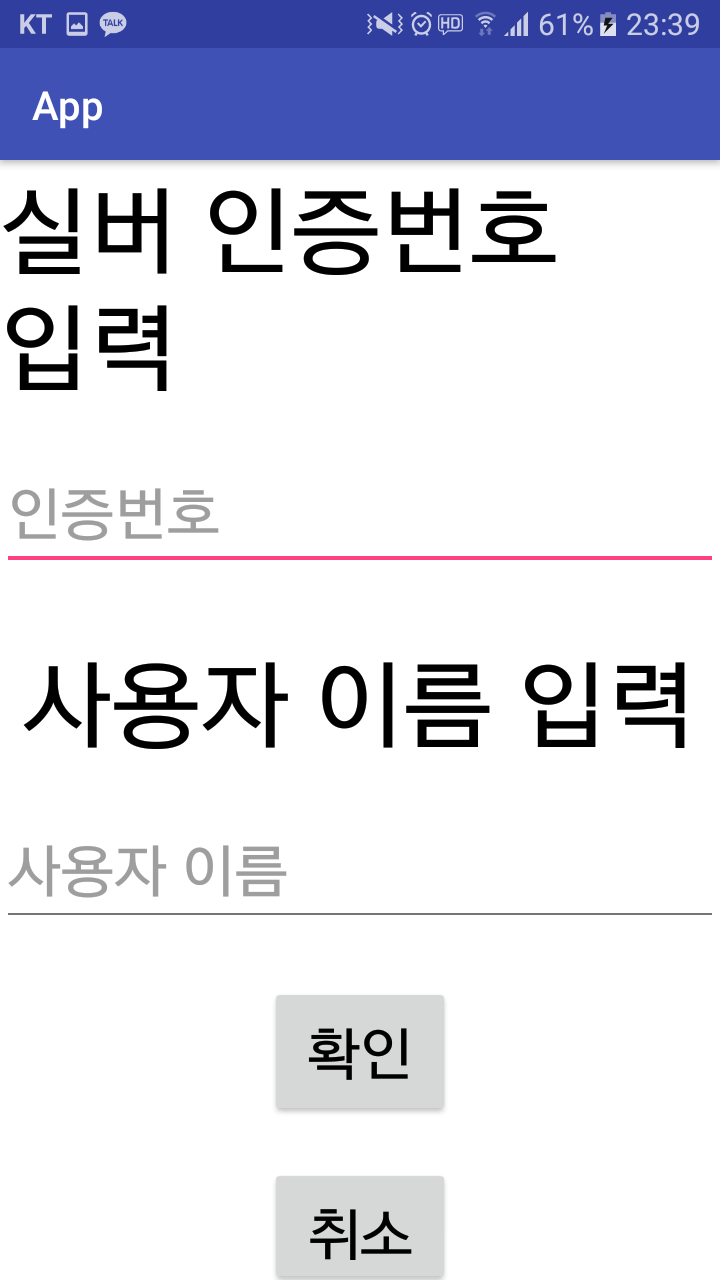 KT TALK HD 61% 23:39
App
실버 인증번호
입력
인증번호
사용자 이름 입력
사용자 이름
확인
취소